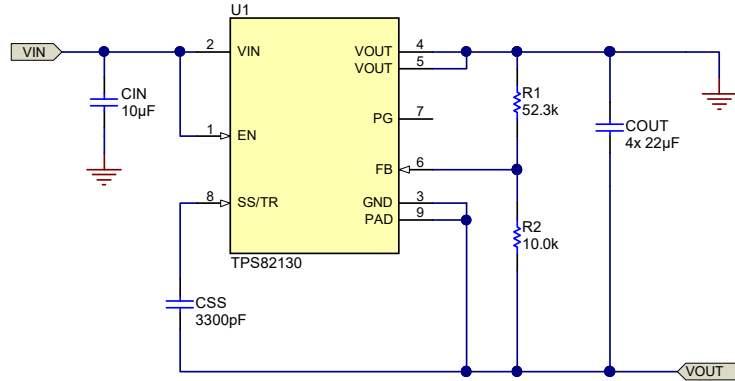 U1
VIN
2
VIN
VOUT
4
VOUT
5
CIN
10µF
R1
52.3k
PG
7
COUT
4x 22µF
1
EN
FB
6
8
SS/TR
GND
3
PAD
9
R2
10.0k
TPS82130
CSS
3300pF
VOUT